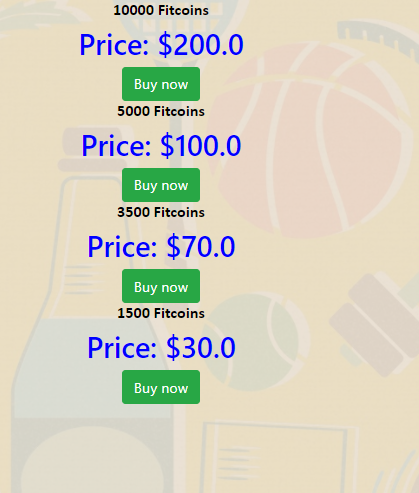 10000 Fitcoins
Price: $200.0
Buy now
5000 Fitcoins
Price: $100.0
Buy now
3500 Fitcoins
Price: $70.0
Buy now
1500 Fitcoins
Price: $30.0
Buy now